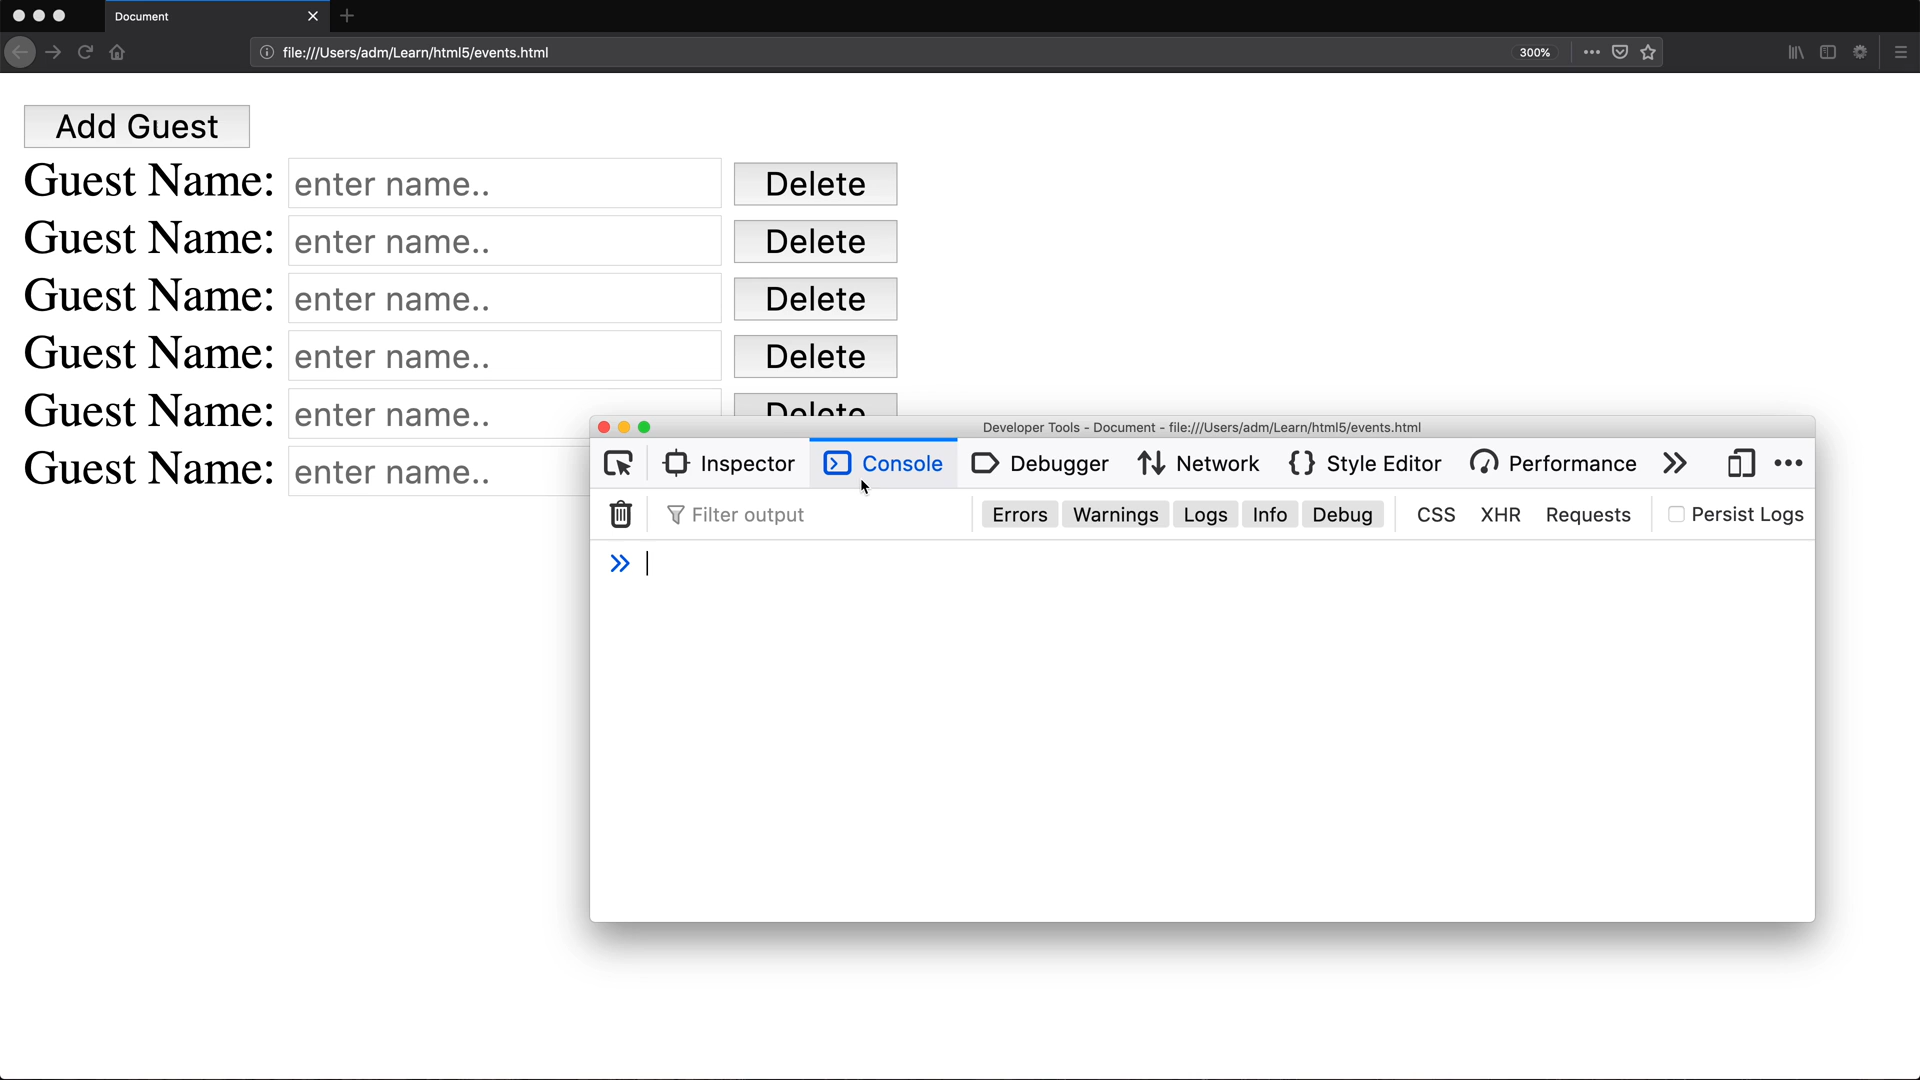 Document
file:///Users/adm/Learn/html5/events.html 300%
Add Guest
Guest Name: enter name.. Delete
Guest Name: enter name.. Delete
Guest Name: enter name.. Delete
Guest Name: enter name.. Delete
Guest Name: enter name.. Delete
Guest Name: enter name..
Developer Tools - Document - file:///Users/adm/Learn/html5/events.html
Inspector Console Debugger Network Style Editor Performance
Filter output Errors Warnings Logs Info Debug CSS XHR Requests Persist Logs